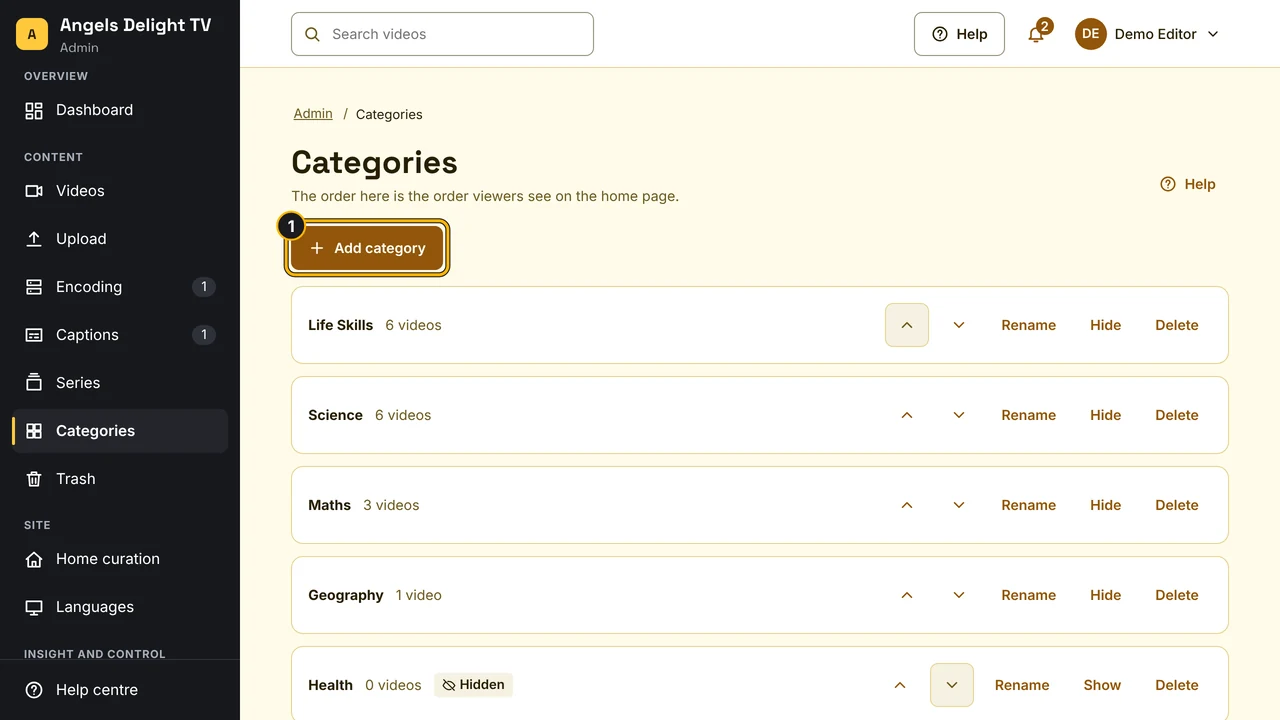 A
Angels Delight TV
Admin
OVERVIEW
Dashboard
CONTENT
Videos
Upload
Encoding 1
Captions 1
Series
Categories
Trash
SITE
Home curation
Languages
INSIGHT AND CONTROL
Help centre
Search videos
Help
2
DE Demo Editor
Admin / Categories
Categories
The order here is the order viewers see on the home page.
Help
1
Add category
Life Skills 6 videos Rename Hide Delete
Science 6 videos Rename Hide Delete
Maths 3 videos Rename Hide Delete
Geography 1 video Rename Hide Delete
Health 0 videos Hidden Rename Show Delete